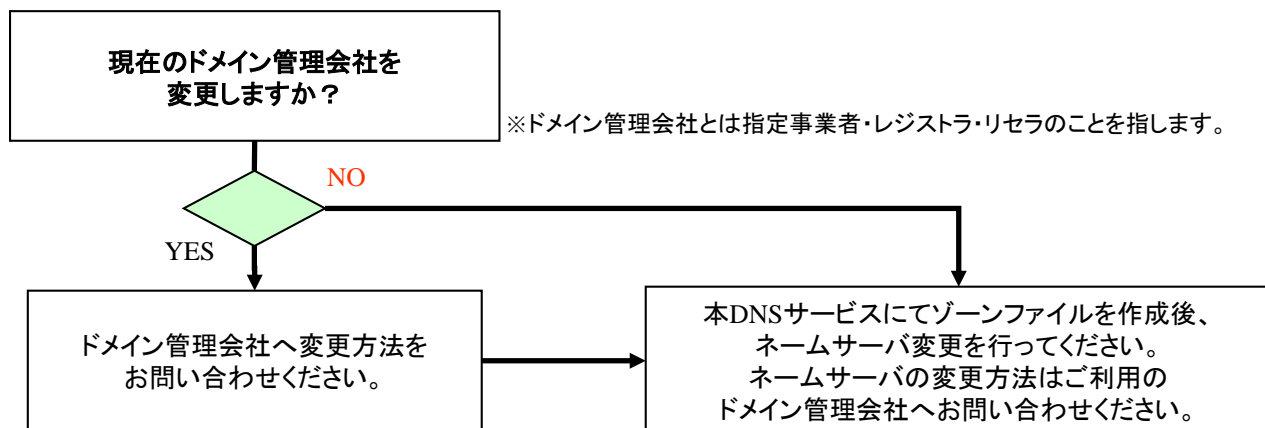 現在のドメイン管理会社を
変更しますか？
※ドメイン管理会社とは指定事業者・レジストラ・リセラのことを指します。
NO
YES
ドメイン管理会社へ変更方法を
お問い合わせください。
本DNSサービスにてゾーンファイルを作成後、
ネームサーバ変更を行ってください。
ネームサーバの変更方法はご利用の
ドメイン管理会社へお問い合わせください。